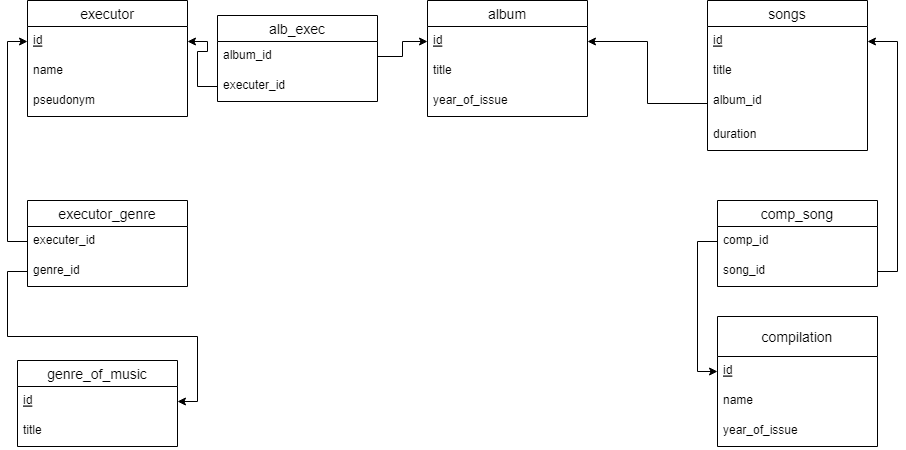 executor
id
name
pseudonym
alb_exec
album_id
executer_id
album
id
title
year_of_issue
songs
id
title
album_id
duration
executor_genre
executer_id
genre_id
comp_song
comp_id
song_id
genre_of_music
id
title
compilation
id
name
year_of_issue